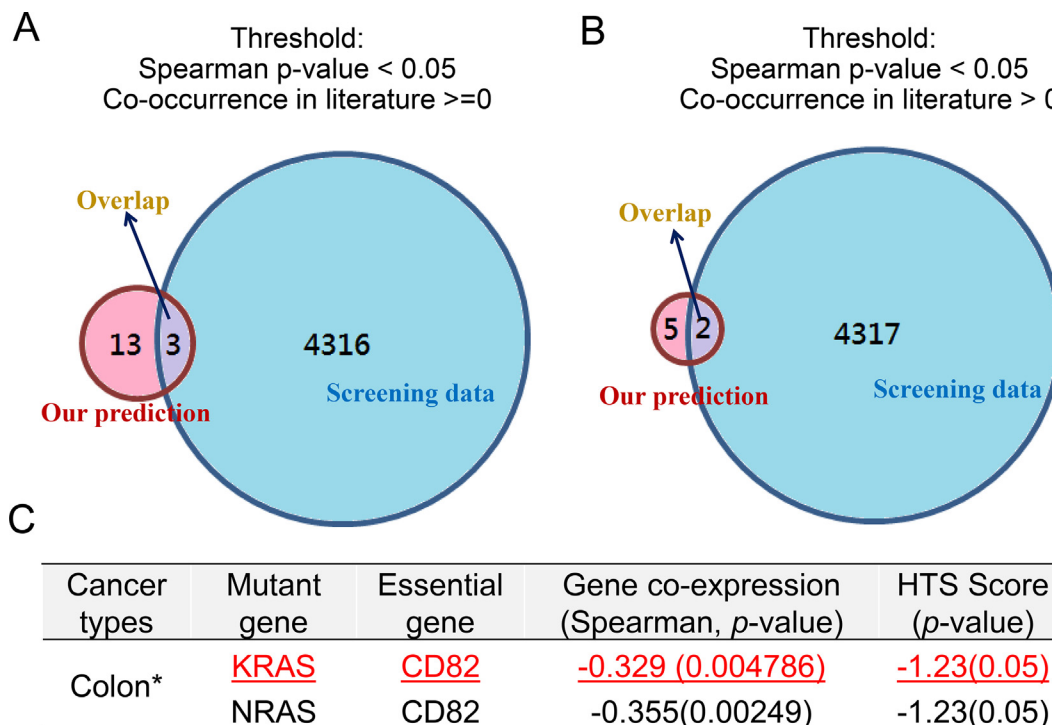 A
Threshold:
Spearman p-value < 0.05
Co-occurrence in literature >=0
Overlap
13
3
4316
Screening data
Our prediction
B
Threshold:
Spearman p-value < 0.05
Co-occurrence in literature > 0
Overlap
5
2
4317
Screening data
Our prediction
C
Cancer types Mutant gene Essential gene Gene co-expression (Spearman, p-value) HTS Score (p-value)
Colon* KRAS CD82 -0.329 (0.004786) -1.23(0.05)
NRAS CD82 -0.355(0.00249) -1.23(0.05)